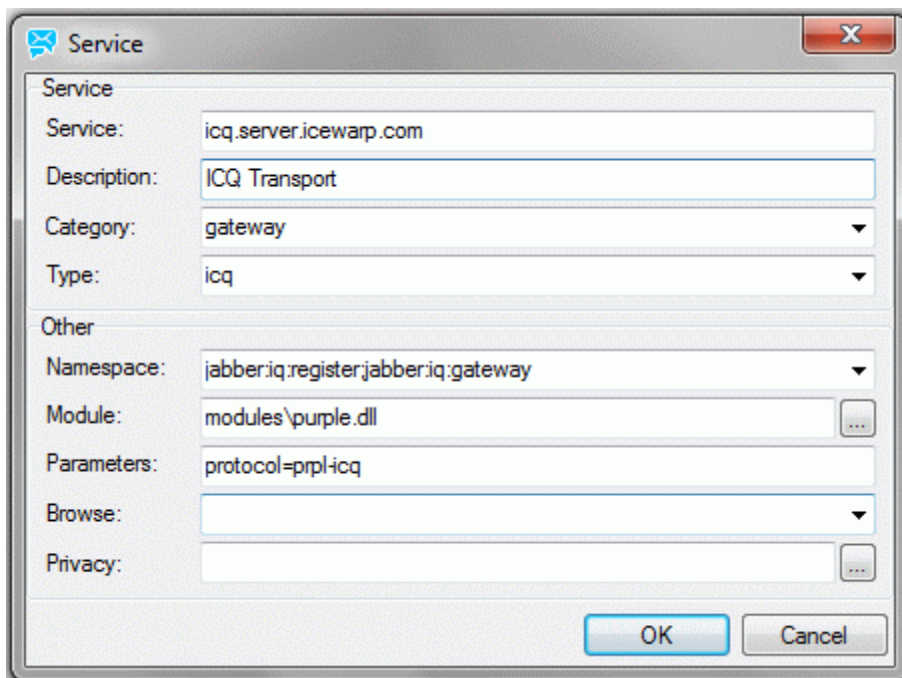 Service
Service
Service: icq.server.icewarp.com
Description: ICQ Transport
Category: gateway
Type: icq
Other
Namespace: jabber:iq:register;jabber:iq:gateway
Module: modules\purple.dll ...
Parameters: protocol=prpl-icq
Browse:
Privacy: ...
OK Cancel